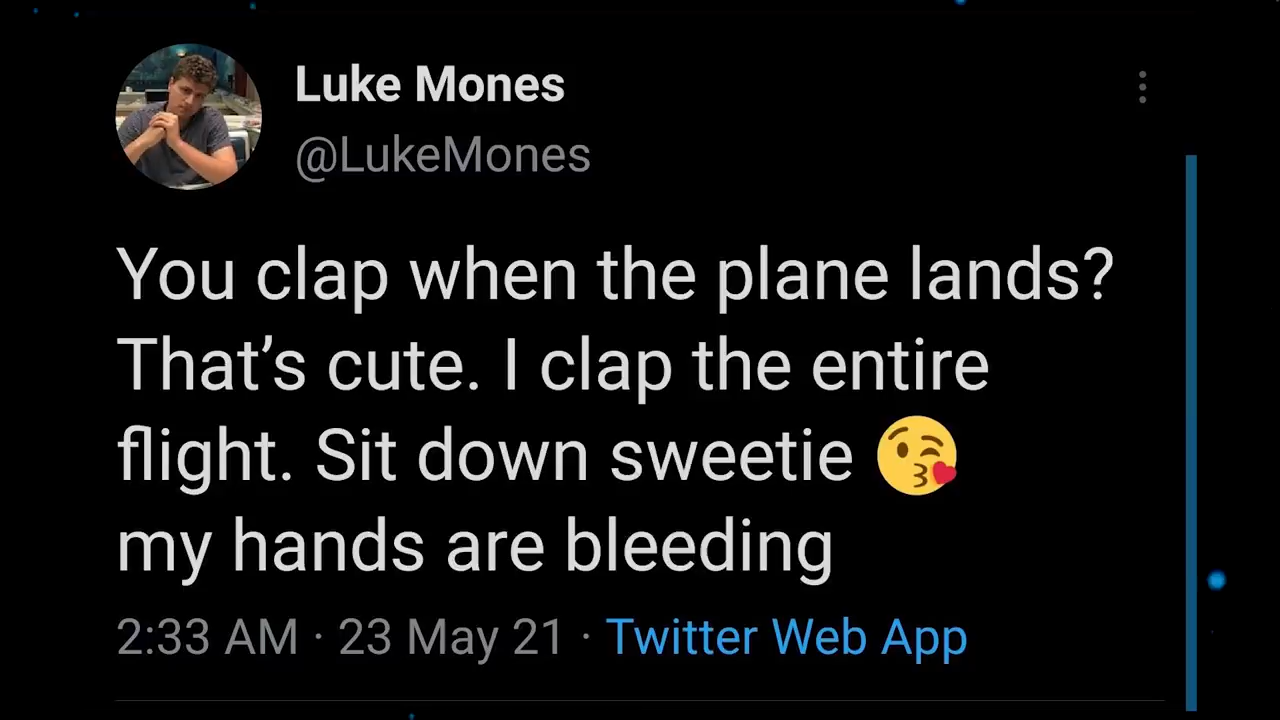 Luke Mones
@LukeMones
You clap when the plane lands?
That’s cute. I clap the entire
flight. Sit down sweetie 😘
my hands are bleeding
2:33 AM · 23 May 21 · Twitter Web App